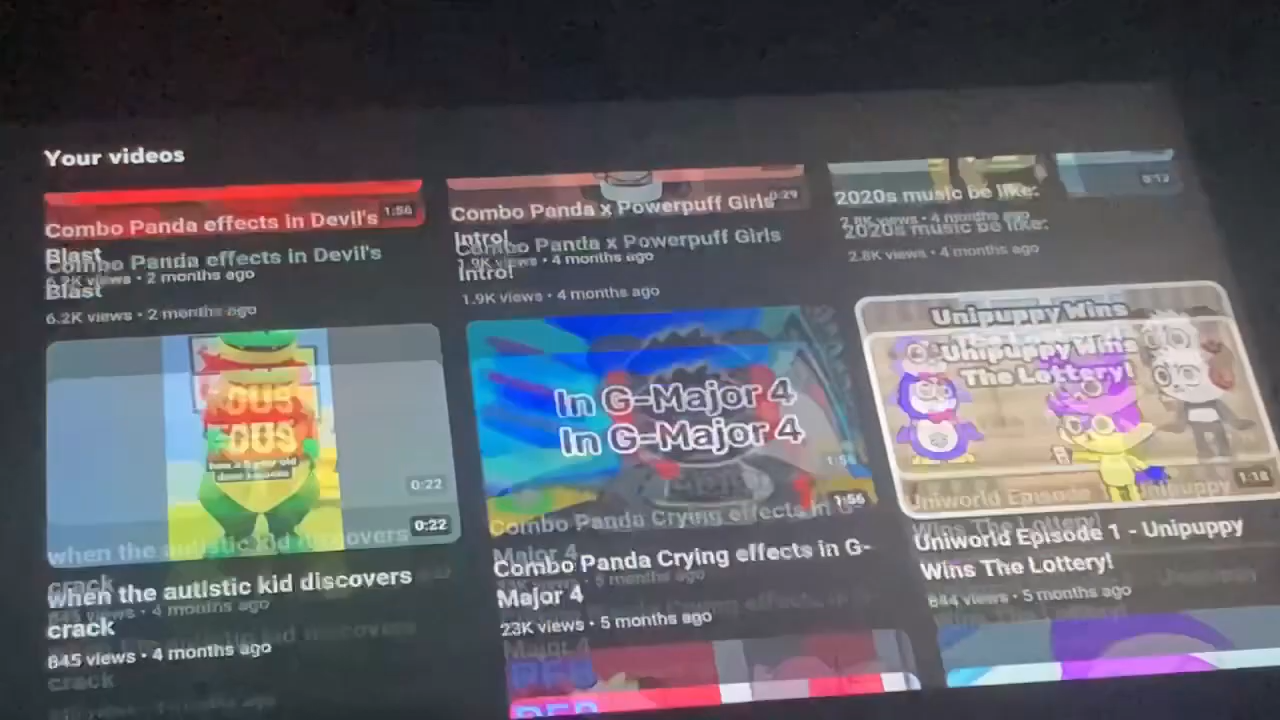 Your videos
1:56
Combo Panda effects in Devil's
Blast
6.2K views • 2 months ago
0:29
Combo Panda x Powerpuff Girls
Intro!
1.9K views • 4 months ago
2020s music be like:
2.8K views • 4 months ago
0:22
when the autistic kid discovers
crack
845 views • 4 months ago
In G-Major 4
1:56
Combo Panda Crying effects in G-
Major 4
23K views • 5 months ago
Unipuppy Wins
The Lottery!
1:18
Uniworld Episode 1 - Unipuppy
Wins The Lottery!
844 views • 5 months ago